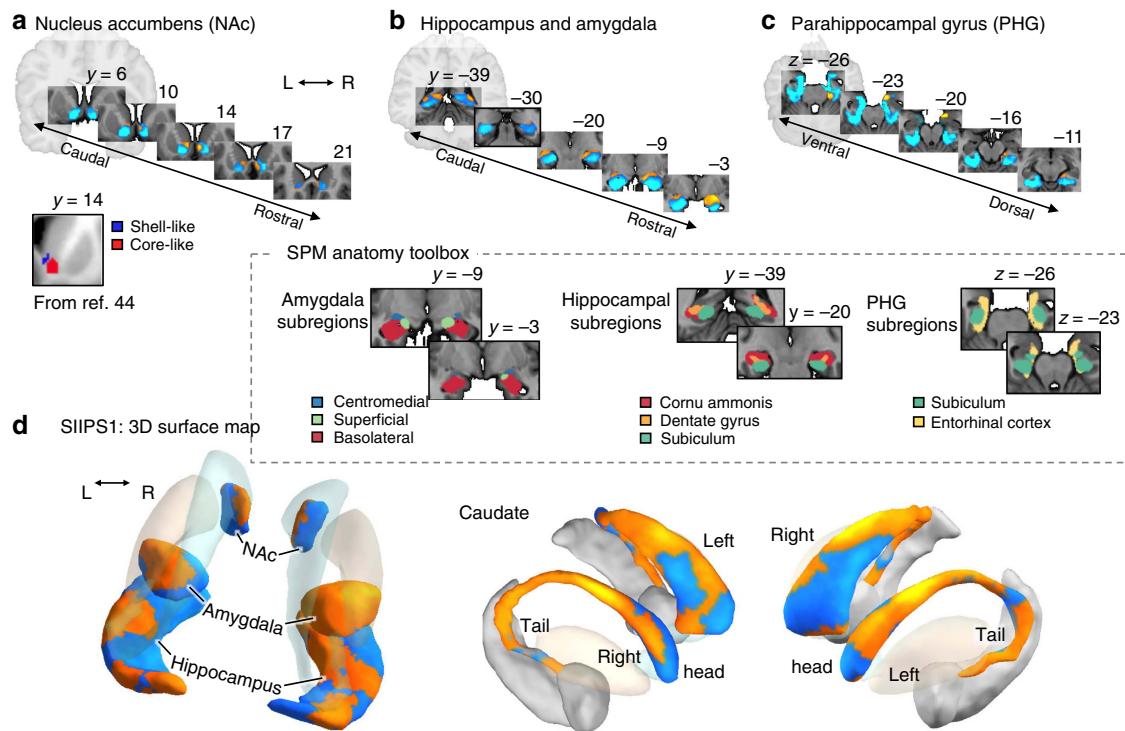 a Nucleus accumbens (NAc)
y = 6
10
14
17
21
L R
Caudal
Rostral
y = 14
Shell-like
Core-like
From ref. 44
b Hippocampus and amygdala
y = –39
–30
–20
–9
–3
Caudal
Rostral
c Parahippocampal gyrus (PHG)
z = –26
–23
–20
–16
–11
Ventral
Dorsal
SPM anatomy toolbox
Amygdala
subregions
y = –9
y = –3
Centromedial
Superficial
Basolateral
Hippocampal
subregions
y = –39
y = –20
Cornu ammonis
Dentate gyrus
Subiculum
PHG
subregions
z = –26
z = –23
Subiculum
Entorhinal cortex
d SIIPS1: 3D surface map
L R
NAc
Amygdala
Hippocampus
Caudate
Left
Tail
Right
head
Right
Tail
head
Left